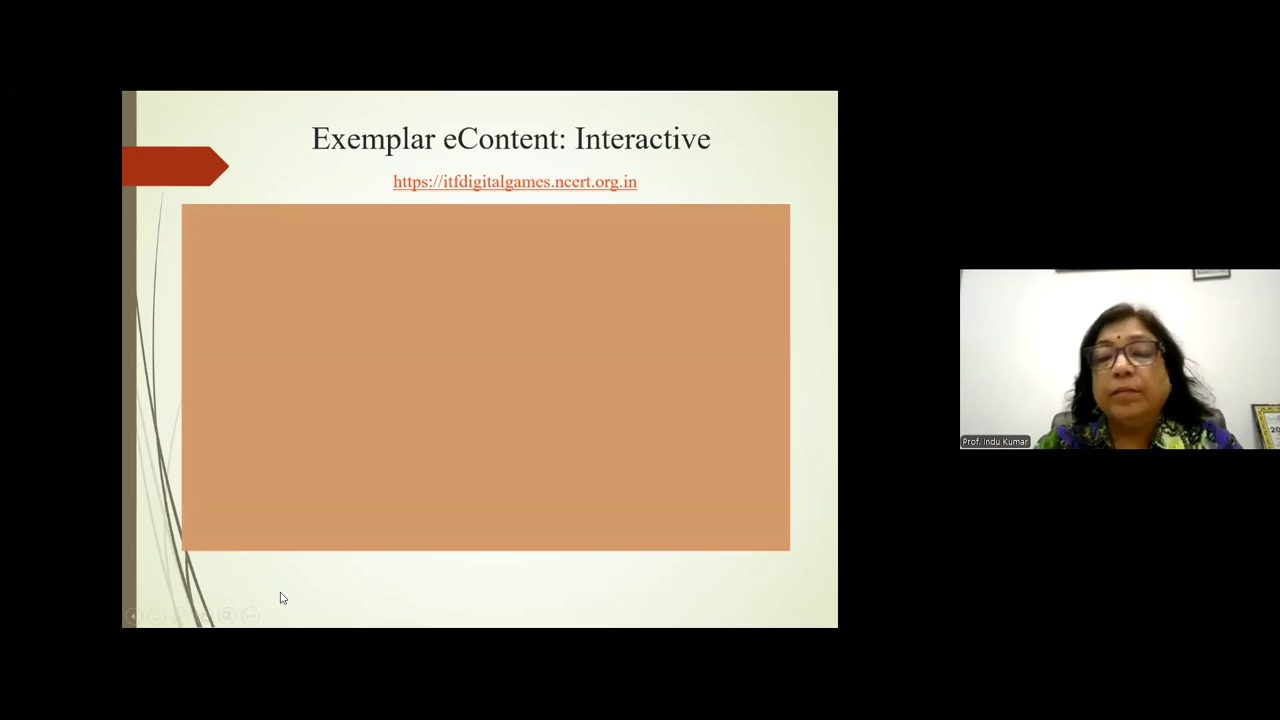 Exemplar eContent: Interactive
https://itfdigitalgames.ncert.org.in
Prof. Indu Kumar